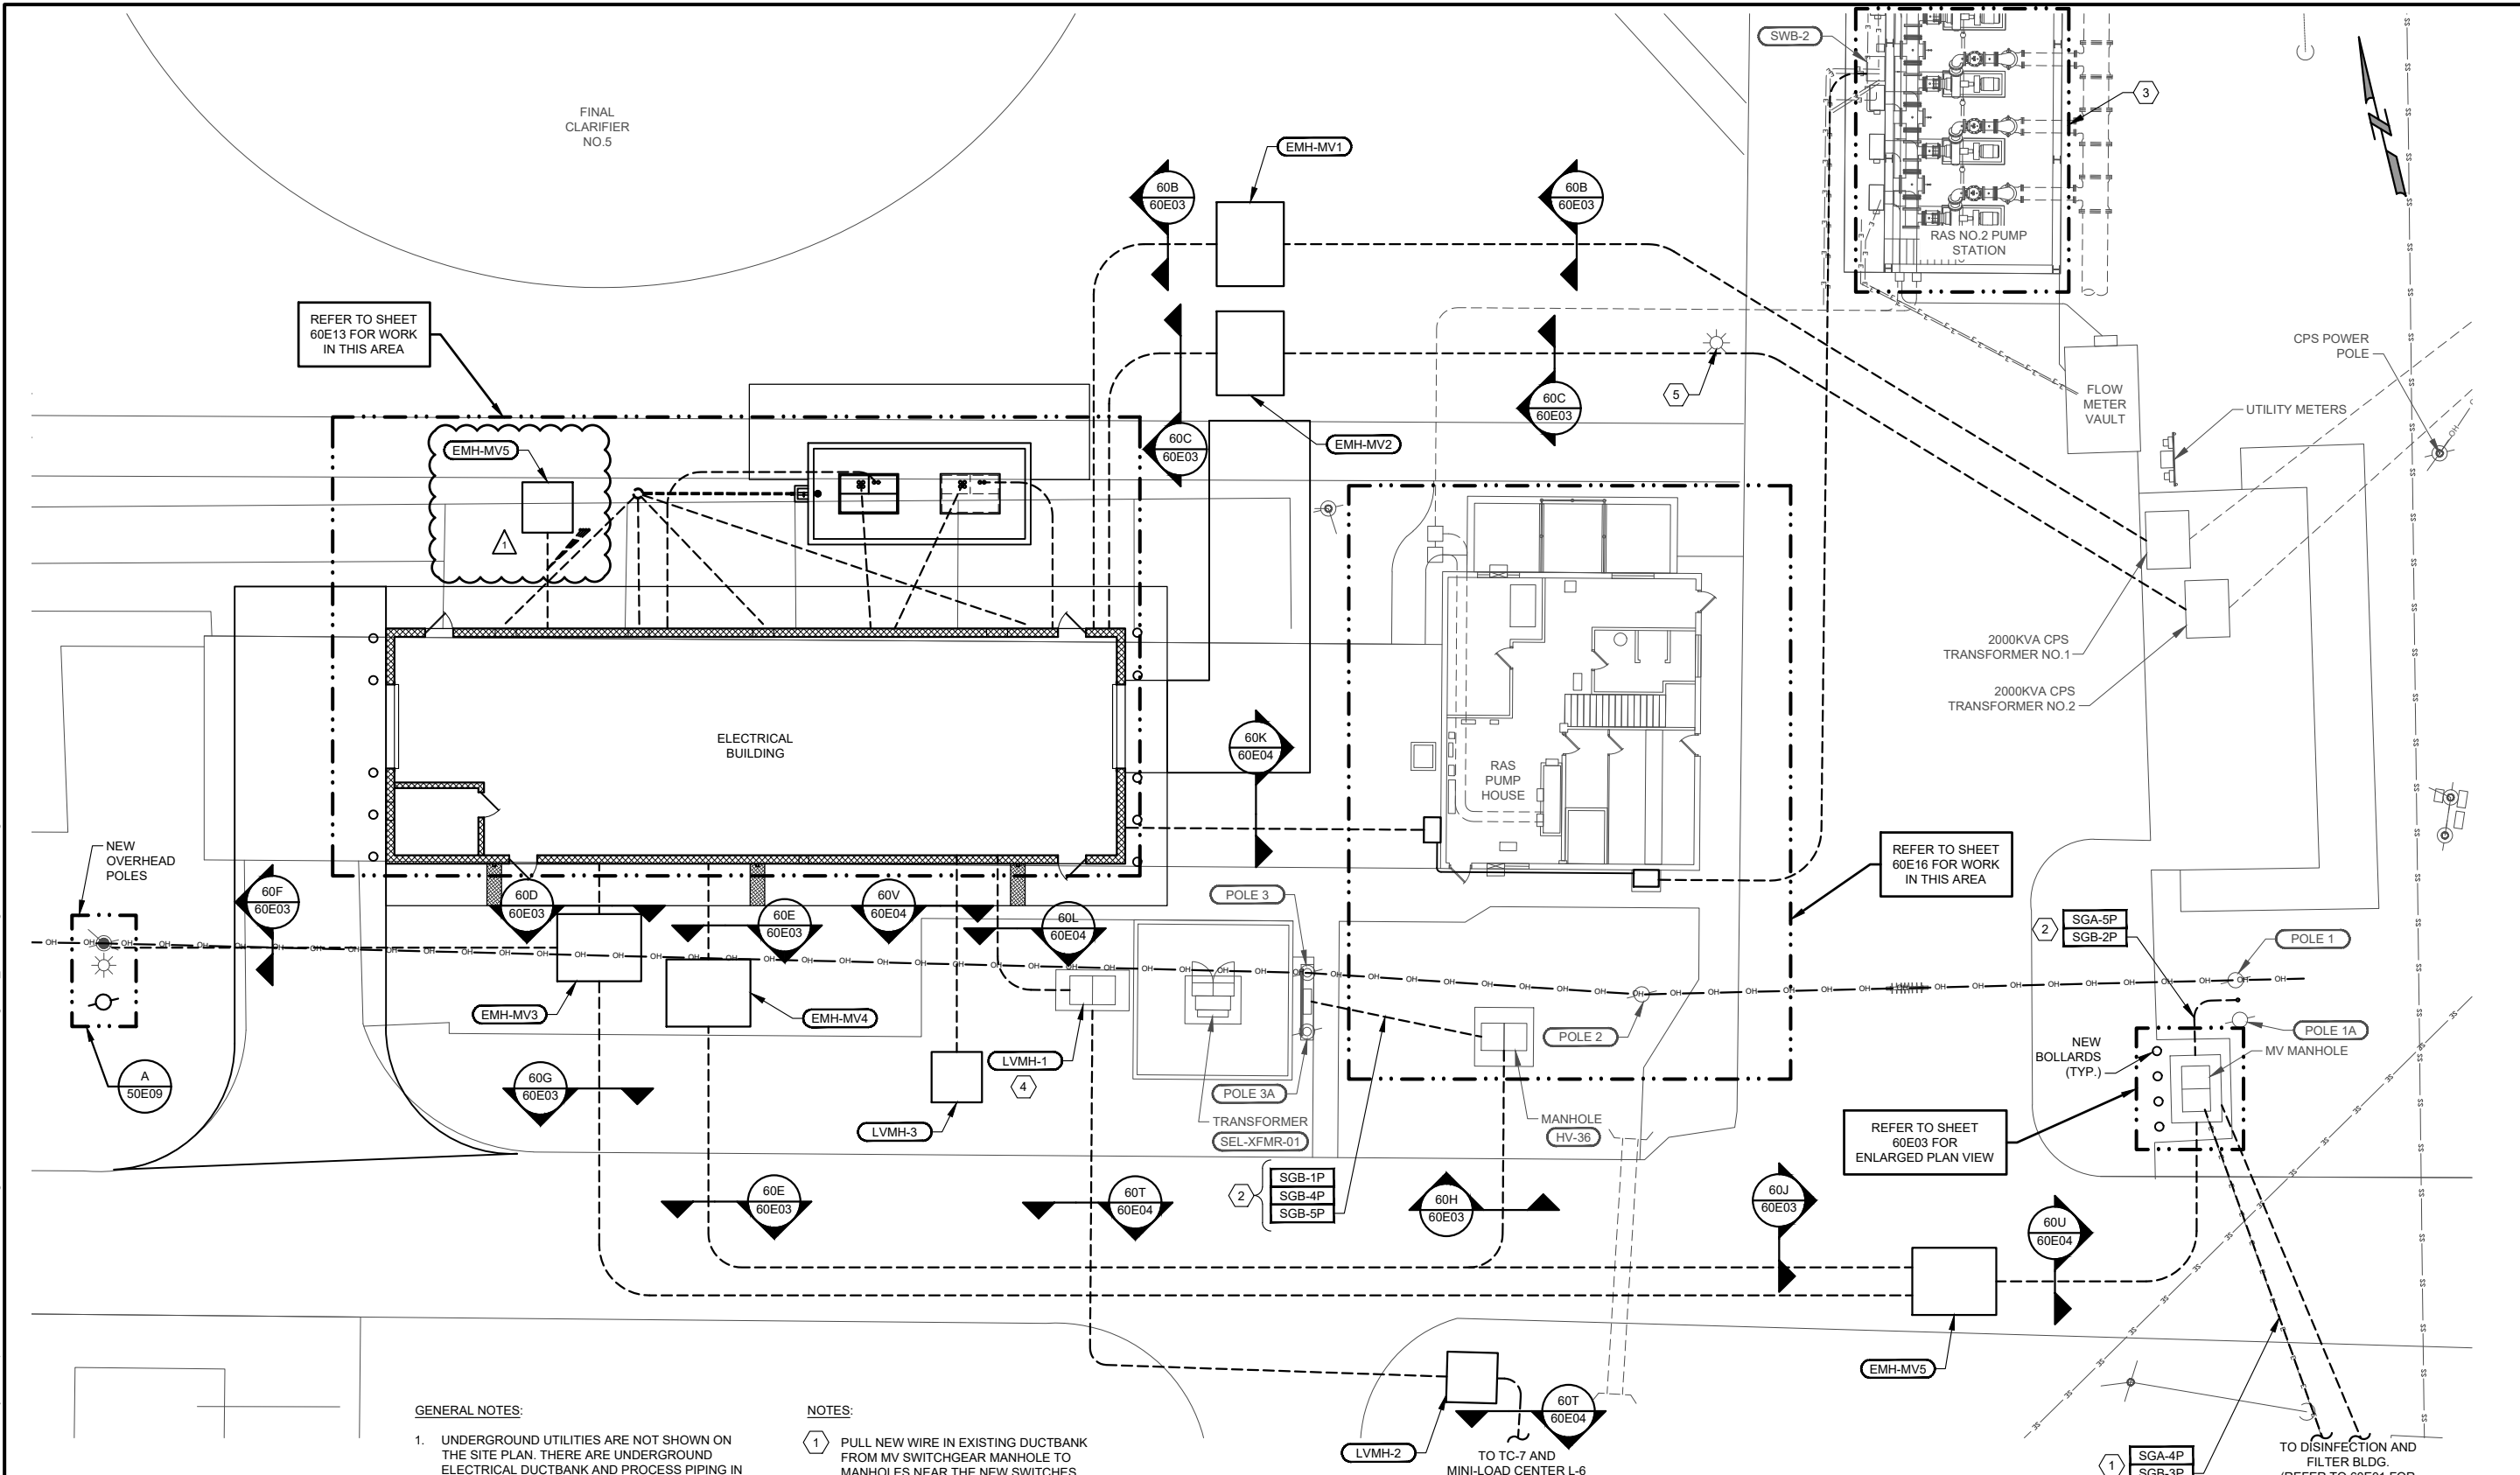 FINAL
CLARIFIER
NO.5
SWB-2
3
EMH-MV1
60B
60E03
60B
60E03
RAS NO.2 PUMP
STATION
REFER TO SHEET
60E13 FOR WORK
IN THIS AREA
CPS POWER
POLE
5
FLOW
METER
VAULT
UTILITY METERS
OH
60C
60E03
60C
60E03
EMH-MV2
EMH-MV5
1
2000KVA CPS
TRANSFORMER NO.1
2000KVA CPS
TRANSFORMER NO.2
ELECTRICAL
BUILDING
60K
60E04
RAS
PUMP
HOUSE
NEW
OVERHEAD
POLES
REFER TO SHEET
60E16 FOR WORK
IN THIS AREA
60F
60E03
60D
60E03
60E
60E03
60V
60E04
60L
60E04
POLE 3
2
SGA-5P
SGB-2P
POLE 1
EMH-MV3
EMH-MV4
LVMH-1
4
POLE 2
POLE 1A
NEW
BOLLARDS
(TYP.)
MV MANHOLE
A
50E09
60G
60E03
LVMH-3
POLE 3A
TRANSFORMER
SEL-XFMR-01
MANHOLE
HV-36
REFER TO SHEET
60E03 FOR
ENLARGED PLAN VIEW
60E
60E03
60T
60E04
2
SGB-1P
SGB-4P
SGB-5P
60H
60E03
60J
60E03
60U
60E04
EMH-MV5
LVMH-2
60T
60E04
TO TC-7 AND
MINI-LOAD CENTER L-6
1
SGA-4P
SGB-3P
TO DISINFECTION AND
FILTER BLDG.
(REFER TO 60E01 FOR
GENERAL NOTES:
1. UNDERGROUND UTILITIES ARE NOT SHOWN ON
THE SITE PLAN. THERE ARE UNDERGROUND
ELECTRICAL DUCTBANK AND PROCESS PIPING IN
NOTES:
1 PULL NEW WIRE IN EXISTING DUCTBANK
FROM MV SWITCHGEAR MANHOLE TO
MANHOLES NEAR THE NEW SWITCHES